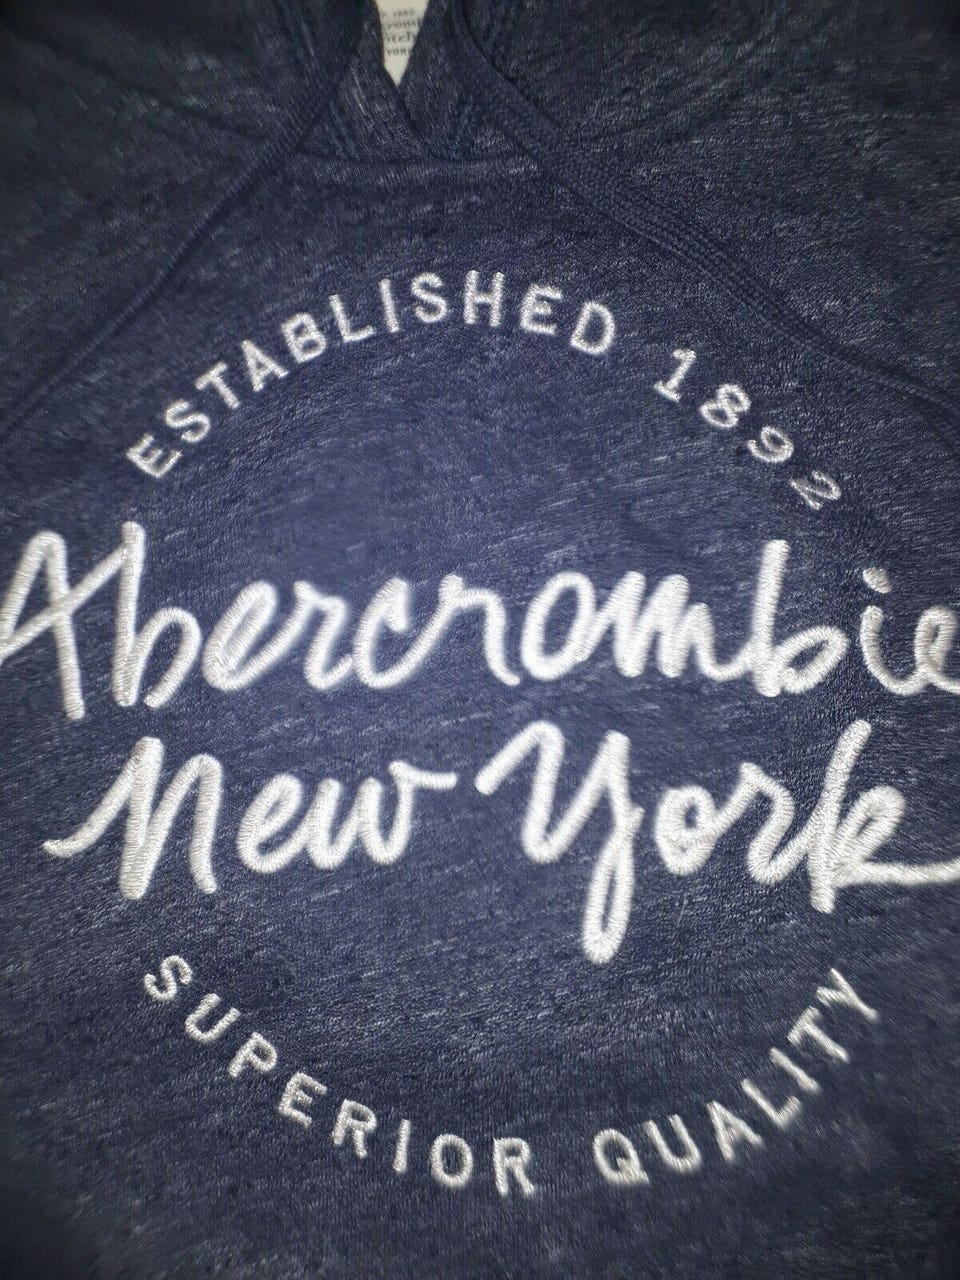 ESTABLISHED 1892
Abercrombie
New York
SUPERIOR QUALITY